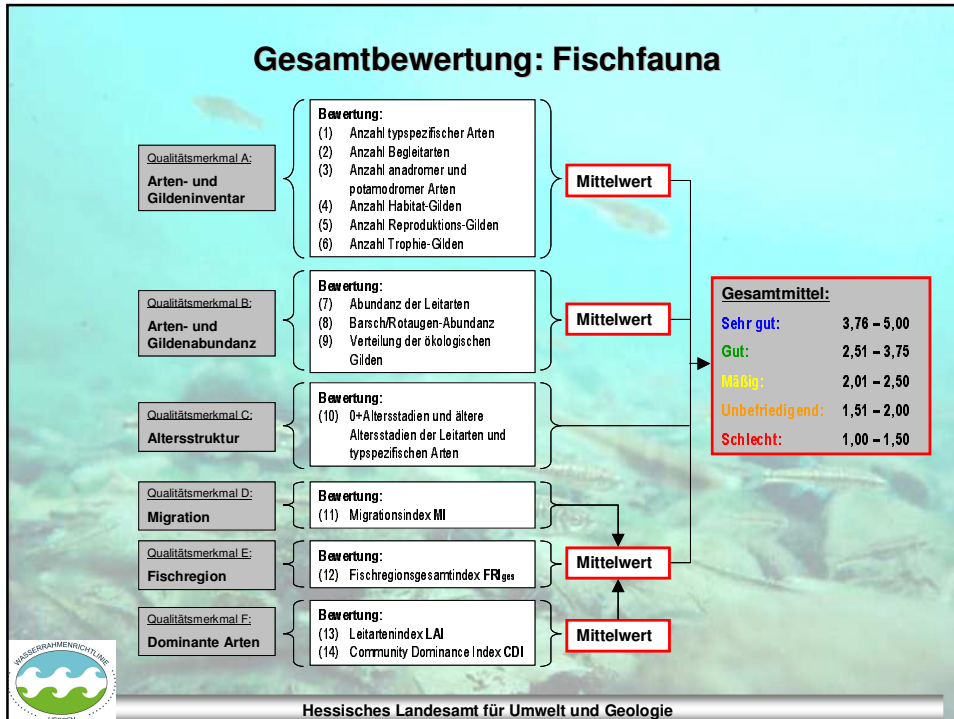 Gesamtbewertung: Fischfauna
Qualitätsmerkmal A:
Arten- und
Gildeninventar
Bewertung:
(1) Anzahl typspezifischer Arten
(2) Anzahl Begleitarten
(3) Anzahl anadromer und
potamodromer Arten
(4) Anzahl Habitat-Gilden
(5) Anzahl Reproduktions-Gilden
(6) Anzahl Trophie-Gilden
Mittelwert
Qualitätsmerkmal B:
Arten- und
Gildenabundanz
Bewertung:
(7) Abundanz der Leitarten
(8) Barsch/Rotaugen-Abundanz
(9) Verteilung der ökologischen
Gilden
Mittelwert
Qualitätsmerkmal C:
Altersstruktur
Bewertung:
(10) 0+Altersstadien und ältere
Altersstadien der Leitarten und
typspezifischen Arten
Qualitätsmerkmal D:
Migration
Bewertung:
(11) Migrationsindex MI
Qualitätsmerkmal E:
Fischregion
Bewertung:
(12) Fischregionsgesamtindex FRIges
Mittelwert
Qualitätsmerkmal F:
Dominante Arten
Bewertung:
(13) Leitartenindex LAI
(14) Community Dominance Index CDI
Mittelwert
Gesamtmittel:
Sehr gut: 3,76 – 5,00
Gut: 2,51 – 3,75
Mäßig: 2,01 – 2,50
Unbefriedigend: 1,51 – 2,00
Schlecht: 1,00 – 1,50
WASSERRAHMENRICHTLINIE
HESSEN
Hessisches Landesamt für Umwelt und Geologie